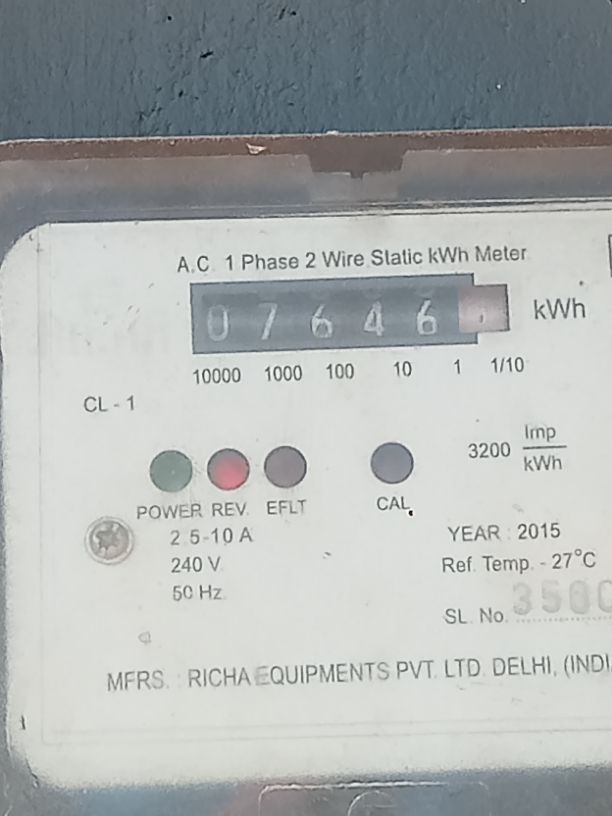 A.C. 1 Phase 2 Wire Static kWh Meter
07646 kWh
10000 1000 100 10 1 1/10
CL - 1
3200 Imp/kWh
POWER REV. EFLT CAL.
2.5-10 A
240 V.
50 Hz.
YEAR : 2015
Ref. Temp. - 27°C
SL. No.
MFRS. : RICHA EQUIPMENTS PVT. LTD. DELHI, (INDI